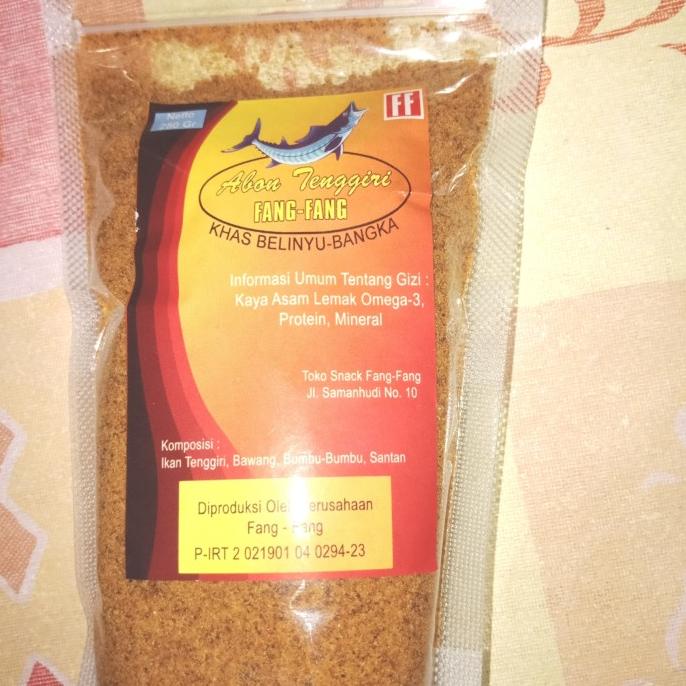 Netto
250 Gr
FF
Abon Tenggiri
FANG-FANG
KHAS BELINYU-BANGKA
Informasi Umum Tentang Gizi :
Kaya Asam Lemak Omega-3,
Protein, Mineral
Toko Snack Fang-Fang
Jl. Samanhudi No. 10
Komposisi :
Ikan Tenggiri, Bawang, Bumbu-Bumbu, Santan
Diproduksi Oleh Perusahaan
Fang - Fang
P-IRT 2 021901 04 0294-23